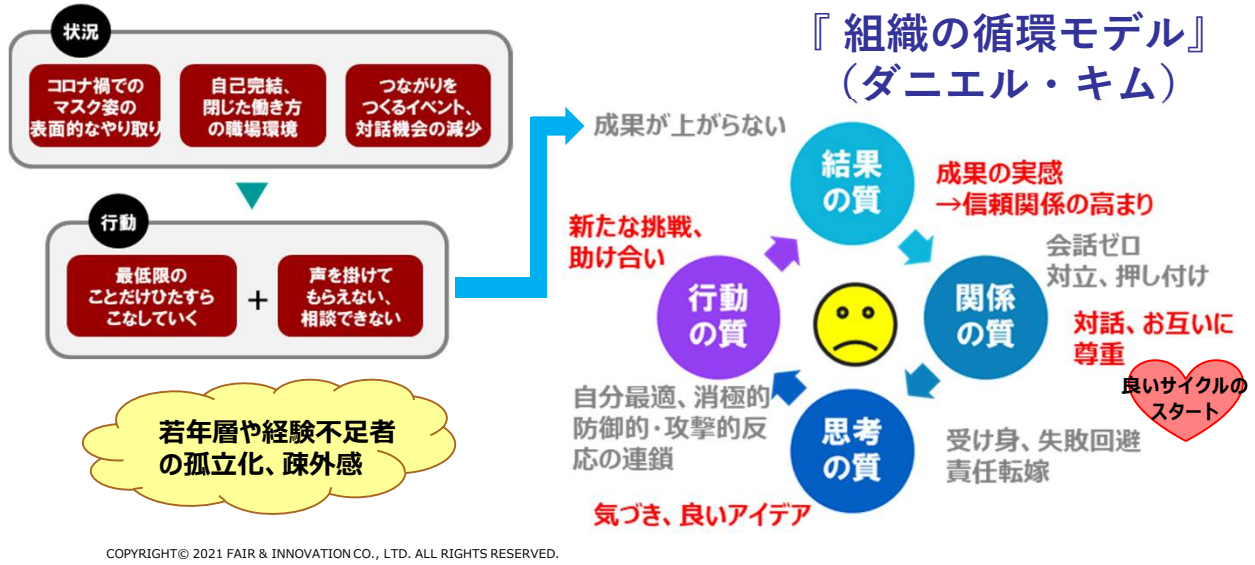 状況
コロナ禍での
マスク姿の
表面的なやり取り
自己完結、
閉じた働き方
の職場環境
つながりを
つくるイベント、
対話機会の減少
行動
最低限の
ことだけひたすら
こなしていく
+
声を掛けて
もらえない、
相談できない
若年層や経験不足者
の孤立化、疎外感
『 組織の循環モデル』
（ダニエル・キム）
成果が上がらない
結果
の質
成果の実感
→信頼関係の高まり
新たな挑戦、
助け合い
会話ゼロ
対立、押し付け
行動
の質
関係
の質
対話、お互いに
尊重
良いサイクルの
スタート
自分最適、消極的
防御的・攻撃的反
応の連鎖
思考
の質
受け身、失敗回避
責任転嫁
気づき、良いアイデア
COPYRIGHT© 2021 FAIR & INNOVATION CO., LTD. ALL RIGHTS RESERVED.